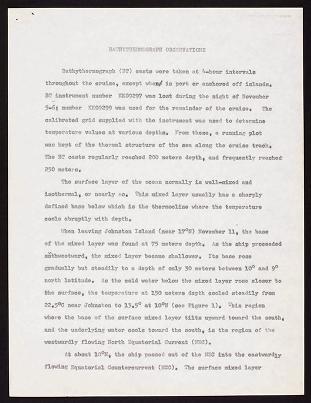 BATHYTHERMOGRAPH OBSERVATIONS
Bathythermograph (BT) casts were taken at 4-hour intervals
throughout the cruise, except when in port or anchored off islands.
BT instrument number was lost during the night of November
5-6; number was used for the remainder of the cruise. The
calibrated grid supplied with the instrument was used to determine
temperature values at various depths. From these, a running plot
was kept of the thermal structure of the sea along the cruise track.
The BT casts regularly reached 200 meters depth, and frequently reached
250 meters.
The surface layer of the ocean normally is well-mixed and
isothermal, or nearly so. This mixed layer usually has a sharply
defined base below which is the thermocline where the temperature
cools abruptly with depth.
When leaving Johnston Island (near 17°N) November 11, the base
of the mixed layer was found at 75 meters depth. As the ship proceeded
southwestward, the mixed layer became shallower. Its base rose
gradually but steadily to a depth of only 30 meters between 10° and 9°
north latitude. As the cold water below the mixed layer rose closer to
the surface, the temperature at 150 meters depth cooled steadily from
22.5°C near Johnston to 13.5° at 10°N (see Figure 1). This region
where the base of the surface mixed layer tilts upward toward the south,
and the underlying water cools toward the south, is the region of the
westwardly flowing North Equatorial Current (NEC).
At about 10°N, the ship passed out of the NEC into the eastwardly
flowing Equatorial Countercurrent (ECC). The surface mixed layer